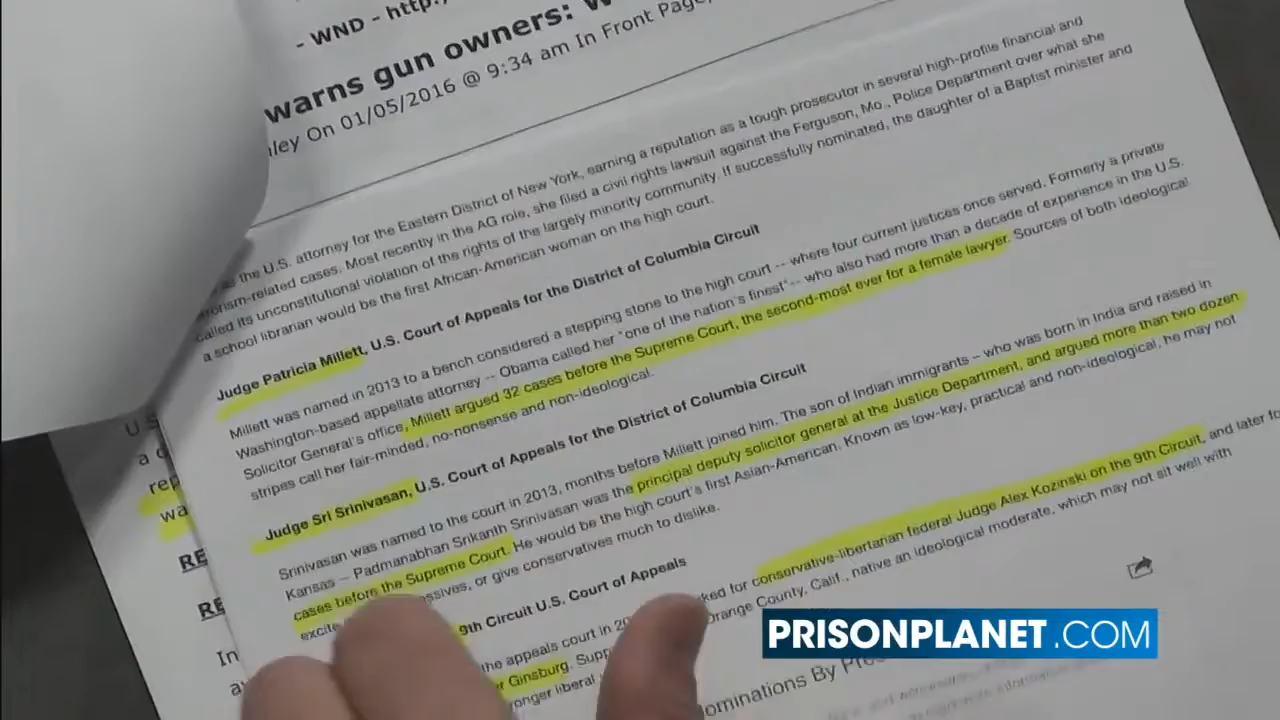 - WND - http:
warns gun owners: W
ley On 01/05/2016 @ 9:34 am In Front Page,
the U.S. attorney for the Eastern District of New York, earning a reputation as a tough prosecutor in several high-profile financial and
rorism-related cases. Most recently in the AG role, she filed a civil rights lawsuit against the Ferguson, Mo., Police Department over what she
called its unconstitutional violation of the rights of the largely minority community. If successfully nominated, the daughter of a Baptist minister and
a school librarian would be the first African-American woman on the high court.
Judge Patricia Millett, U.S. Court of Appeals for the District of Columbia Circuit
Millett was named in 2013 to a bench considered a stepping stone to the high court -- where four current justices once served. Formerly a private
Washington-based appellate attorney -- Obama called her "one of the nation's finest"-- who also had more than a decade of experience in the U.S.
Solicitor General's office, Millett argued 32 cases before the Supreme Court, the second-most ever for a female lawyer. Sources of both ideological
stripes call her fair-minded, no-nonsense and non-ideological.
Judge Sri Srinivasan, U.S. Court of Appeals for the District of Columbia Circuit
Srinivasan was named to the court in 2013, months before Millett joined him. The son of Indian immigrants – who was born in India and raised in
Kansas – Padmanabhan Srikanth Srinivasan was the principal deputy solicitor general at the Justice Department, and argued more than two dozen
cases before the Supreme Court. He would be the high court's first Asian-American. Known as low-key, practical and non-ideological, he may not
excite essives, or give conservatives much to dislike.
9th Circuit U.S. Court of Appeals
the appeals court in 20 ked for conservative-libertarian federal Judge Alex Kozinski on the 9th Circuit, and later
r Ginsburg. Supp Orange County, Calif., native an ideological moderate, which may not sit well with
ronger liberal
ominations By Pre
U.S
a
rep
wa
RE
RE
In
PRISONPLANET.COM